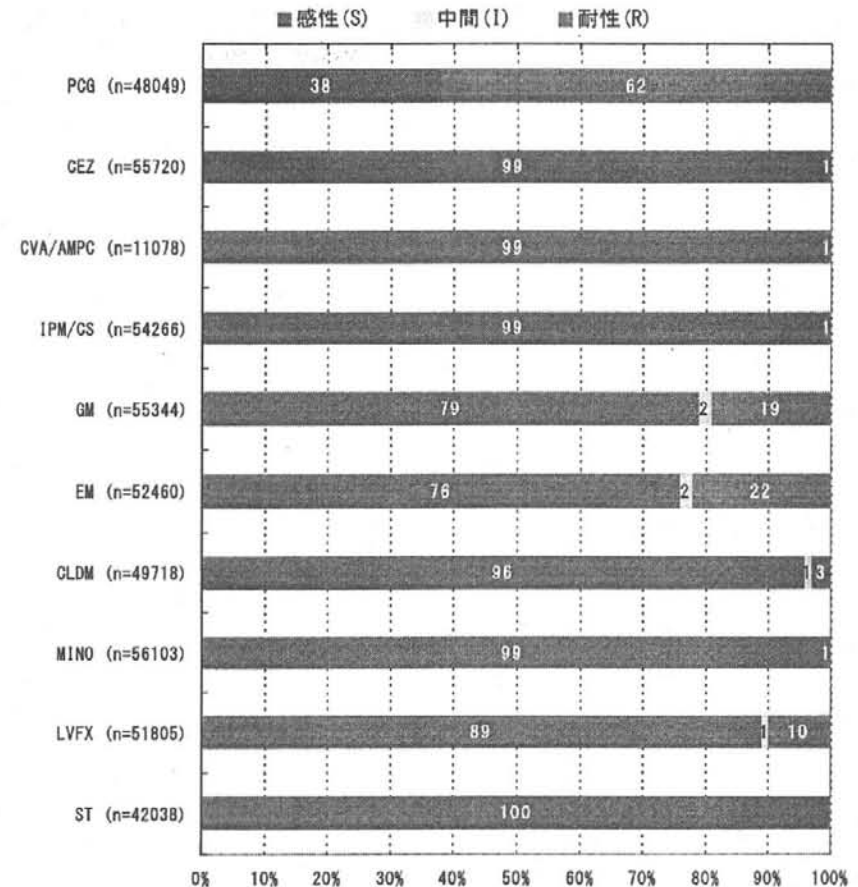 ■感性(S) 中間(I) ■耐性(R)
PCG (n=48049) 38 62
CEZ (n=55720) 99 1
CVA/AMPC (n=11078) 99 1
IPM/CS (n=54266) 99 1
GM (n=55344) 79 2 19
EM (n=52460) 76 2 22
CLDM (n=49718) 96 1 3
MINO (n=56103) 99 1
LVFX (n=51805) 89 1 10
ST (n=42038) 100
0% 10% 20% 30% 40% 50% 60% 70% 80% 90% 100%